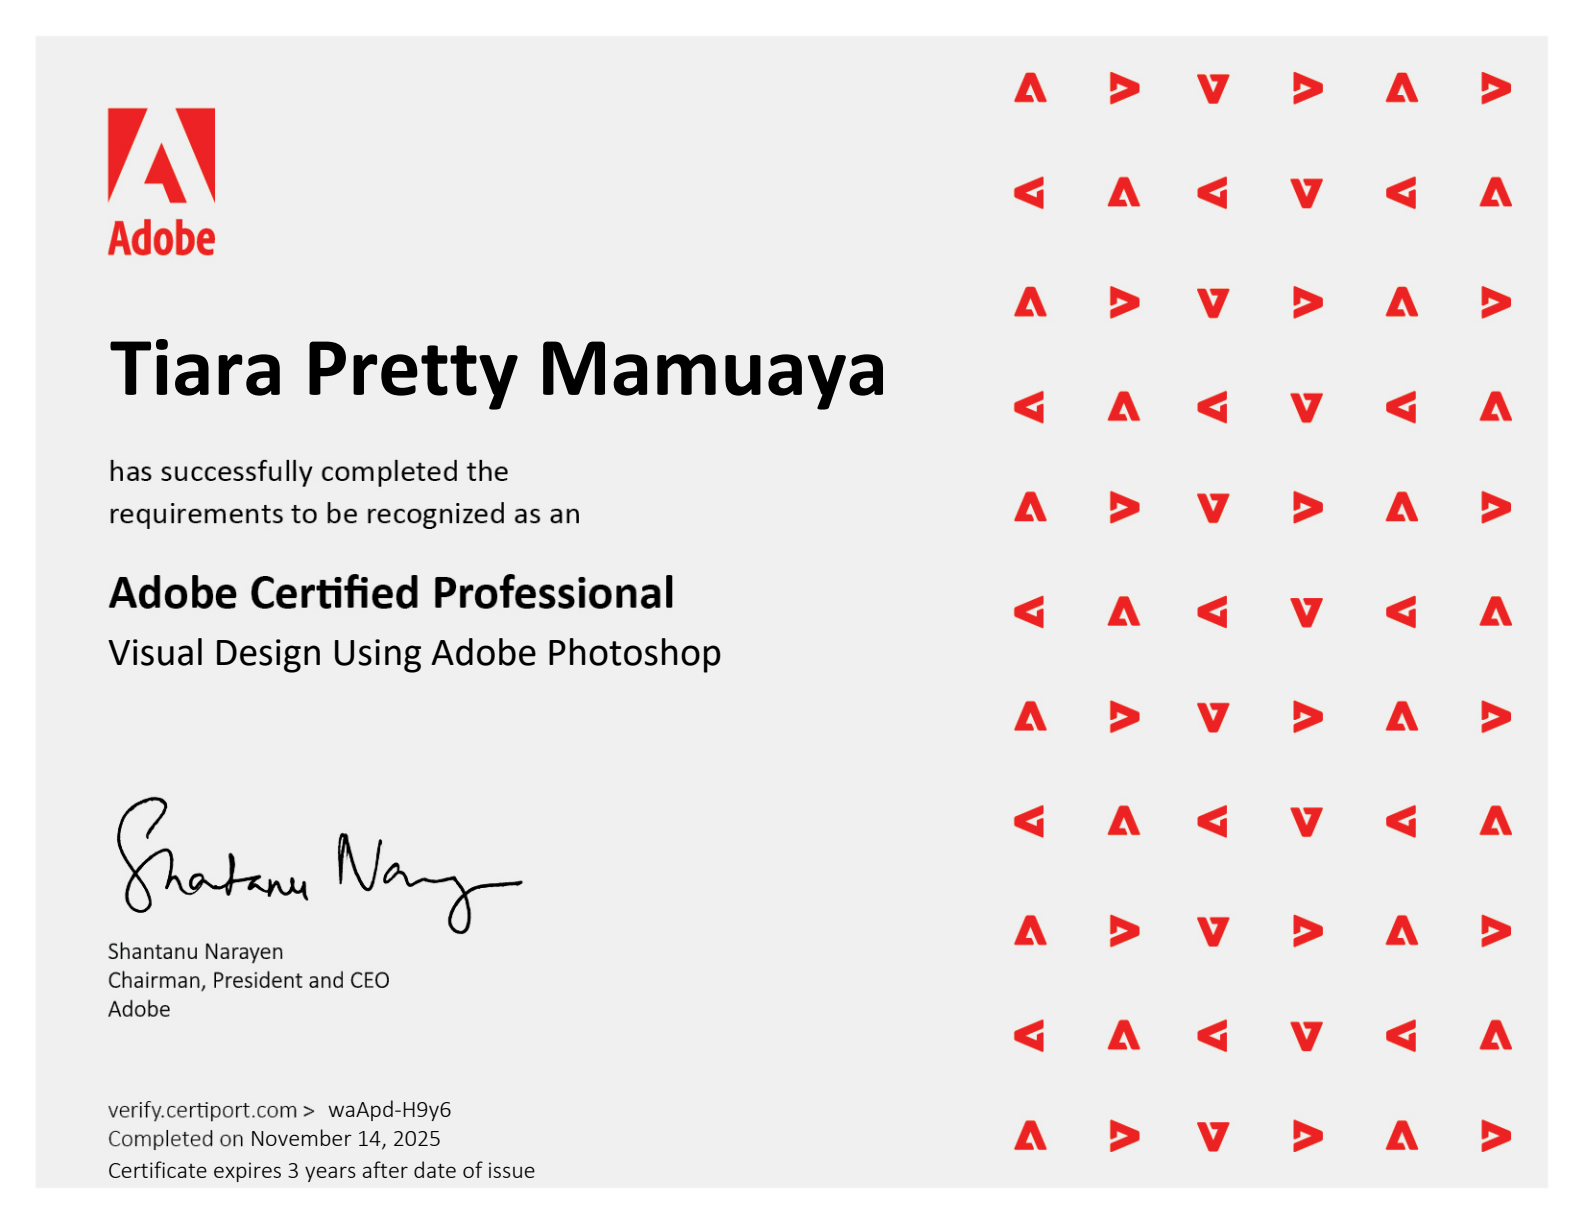 Adobe
Tiara Pretty Mamuaya
has successfully completed the
requirements to be recognized as an
Adobe Certified Professional
Visual Design Using Adobe Photoshop
Shantanu Narayen
Shantanu Narayen
Chairman, President and CEO
Adobe
verify.certiport.com > waApd-H9y6
Completed on November 14, 2025
Certificate expires 3 years after date of issue